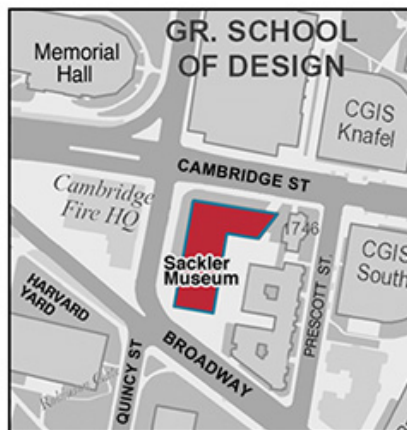 GR. SCHOOL
OF DESIGN
Memorial
Hall
CGIS
Knafel
CAMBRIDGE ST
Cambridge
Fire HQ
1746
Sackler
Museum
CGIS
South
PRESCOTT ST.
HARVARD
YARD
BROADWAY
QUINCY ST